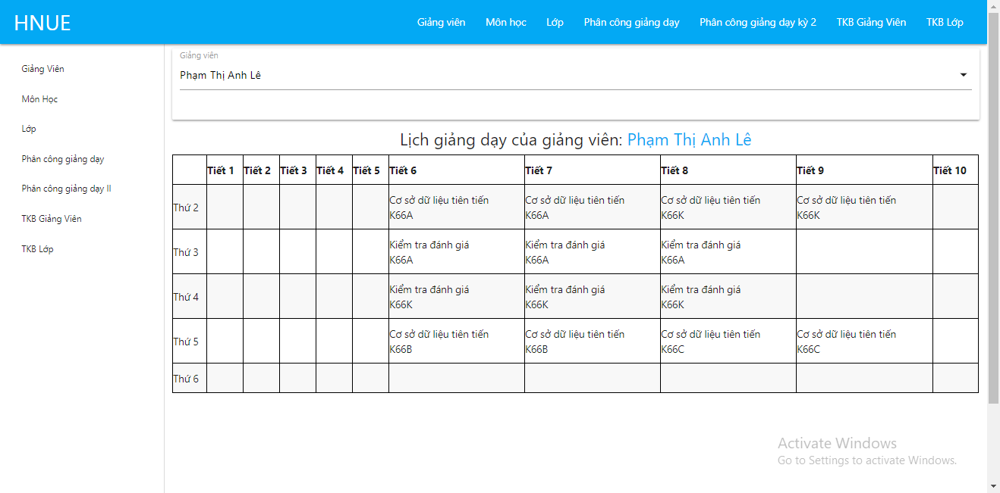 HNUE
Giảng viên Môn học Lớp Phân công giảng dạy Phân công giảng dạy kỳ 2 TKB Giảng Viên TKB Lớp
Giảng Viên
Môn Học
Lớp
Phân công giảng dạy
Phân công giảng dạy II
TKB Giảng Viên
TKB Lớp
Giảng viên
Phạm Thị Anh Lê
Lịch giảng dạy của giảng viên: Phạm Thị Anh Lê
Tiết 1 Tiết 2 Tiết 3 Tiết 4 Tiết 5 Tiết 6 Tiết 7 Tiết 8 Tiết 9 Tiết 10
Thứ 2
Cơ sở dữ liệu tiên tiến Cơ sở dữ liệu tiên tiến Cơ sở dữ liệu tiên tiến Cơ sở dữ liệu tiên tiến
K66A K66A K66K K66K
Thứ 3
Kiểm tra đánh giá Kiểm tra đánh giá Kiểm tra đánh giá
K66A K66A K66A
Thứ 4
Kiểm tra đánh giá Kiểm tra đánh giá Kiểm tra đánh giá
K66K K66K K66K
Thứ 5
Cơ sở dữ liệu tiên tiến Cơ sở dữ liệu tiên tiến Cơ sở dữ liệu tiên tiến Cơ sở dữ liệu tiên tiến
K66B K66B K66C K66C
Thứ 6
Activate Windows
Go to Settings to activate Windows.